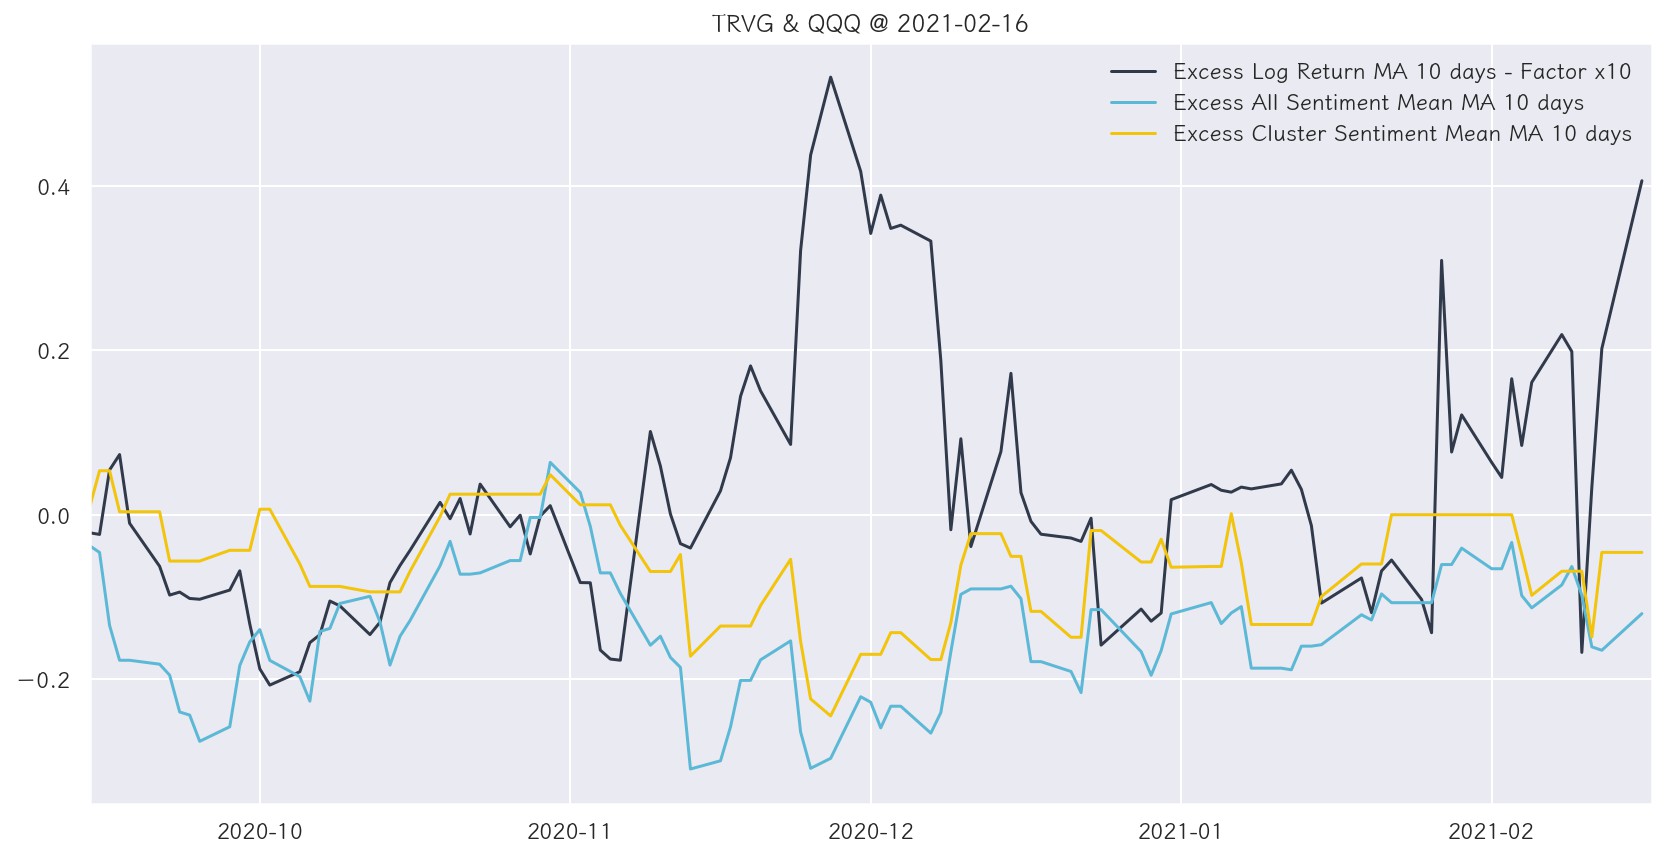 TRVG & QQQ @ 2021-02-16
Excess Log Return MA 10 days - Factor x10
Excess All Sentiment Mean MA 10 days
Excess Cluster Sentiment Mean MA 10 days
0.4
0.2
0.0
−0.2
2020-10 2020-11 2020-12 2021-01 2021-02